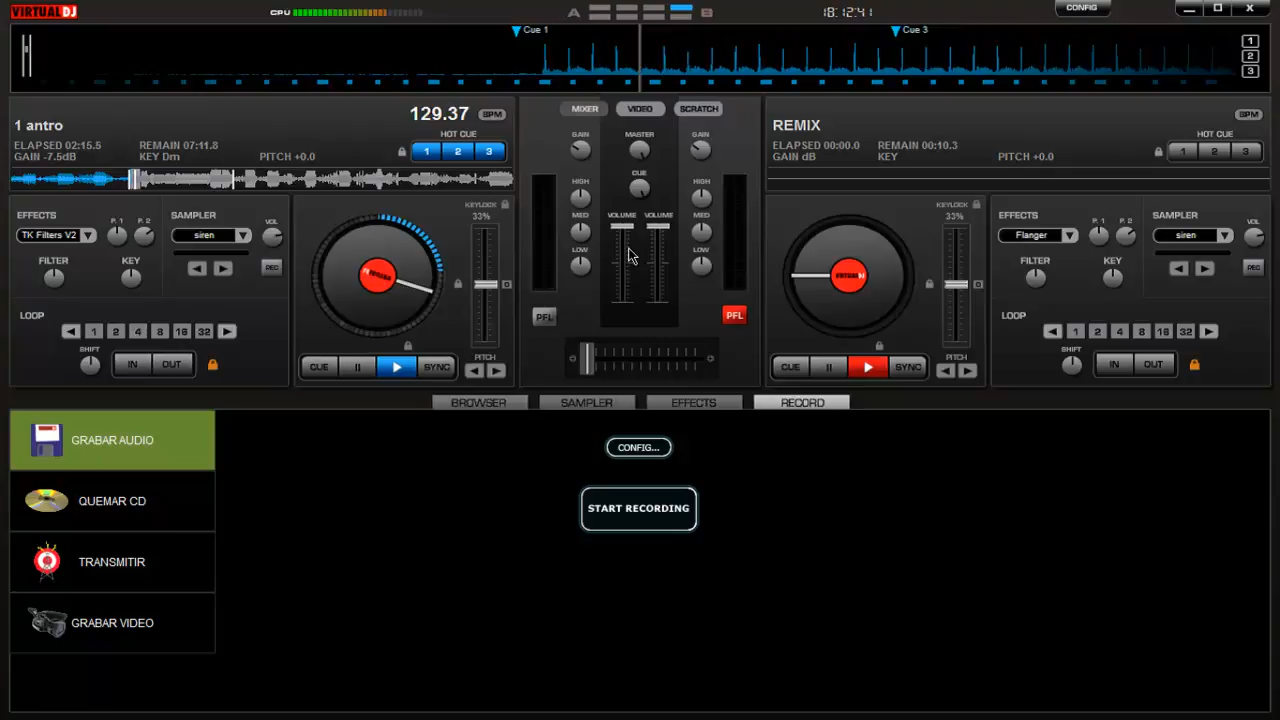 VIRTUAL DJ
CPU
A
B
18:12:41
CONFIG
Cue 1
Cue 3
1
2
3
1 antro
129.37 BPM
ELAPSED 02:15.5
REMAIN 07:11.8
GAIN -7.5dB
KEY Dm
PITCH +0.0
HOT CUE
1 2 3
MIXER VIDEO SCRATCH
GAIN MASTER GAIN
CUE
HIGH HIGH
VOLUME VOLUME
MED MED
LOW LOW
PFL PFL
REMIX
BPM
ELAPSED 00:00.0
REMAIN 00:10.3
GAIN dB
KEY
PITCH +0.0
HOT CUE
1 2 3
EFFECTS
P. 1 P. 2
SAMPLER
VOL
TK Filters V2
siren
FILTER KEY
REC
LOOP
1 2 4 8 16 32
SHIFT
IN OUT
KEYLOCK
33%
CUE SYNC
PITCH
KEYLOCK
33%
CUE SYNC
PITCH
EFFECTS
P. 1 P. 2
SAMPLER
VOL
Flanger
siren
FILTER KEY
REC
LOOP
1 2 4 8 16 32
SHIFT
IN OUT
BROWSER SAMPLER EFFECTS RECORD
GRABAR AUDIO
QUEMAR CD
TRANSMITIR
GRABAR VIDEO
CONFIG...
START RECORDING